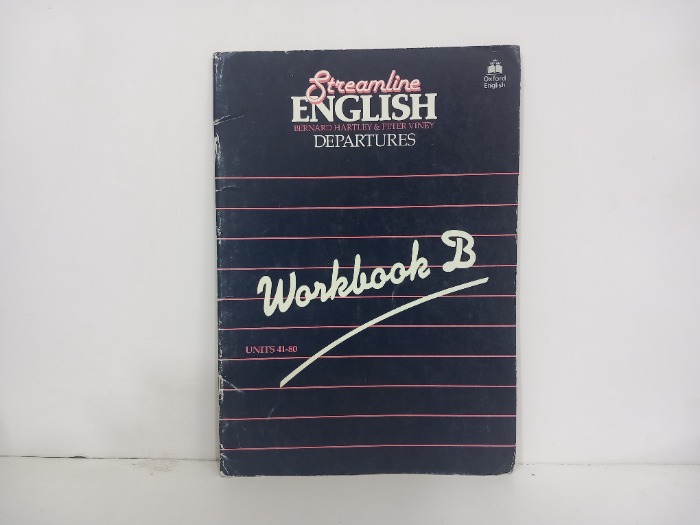 Streamline
ENGLISH
BERNARD HARTLEY & PETER VINEY
DEPARTURES
Oxford
English
Workbook B
UNITS 41-80